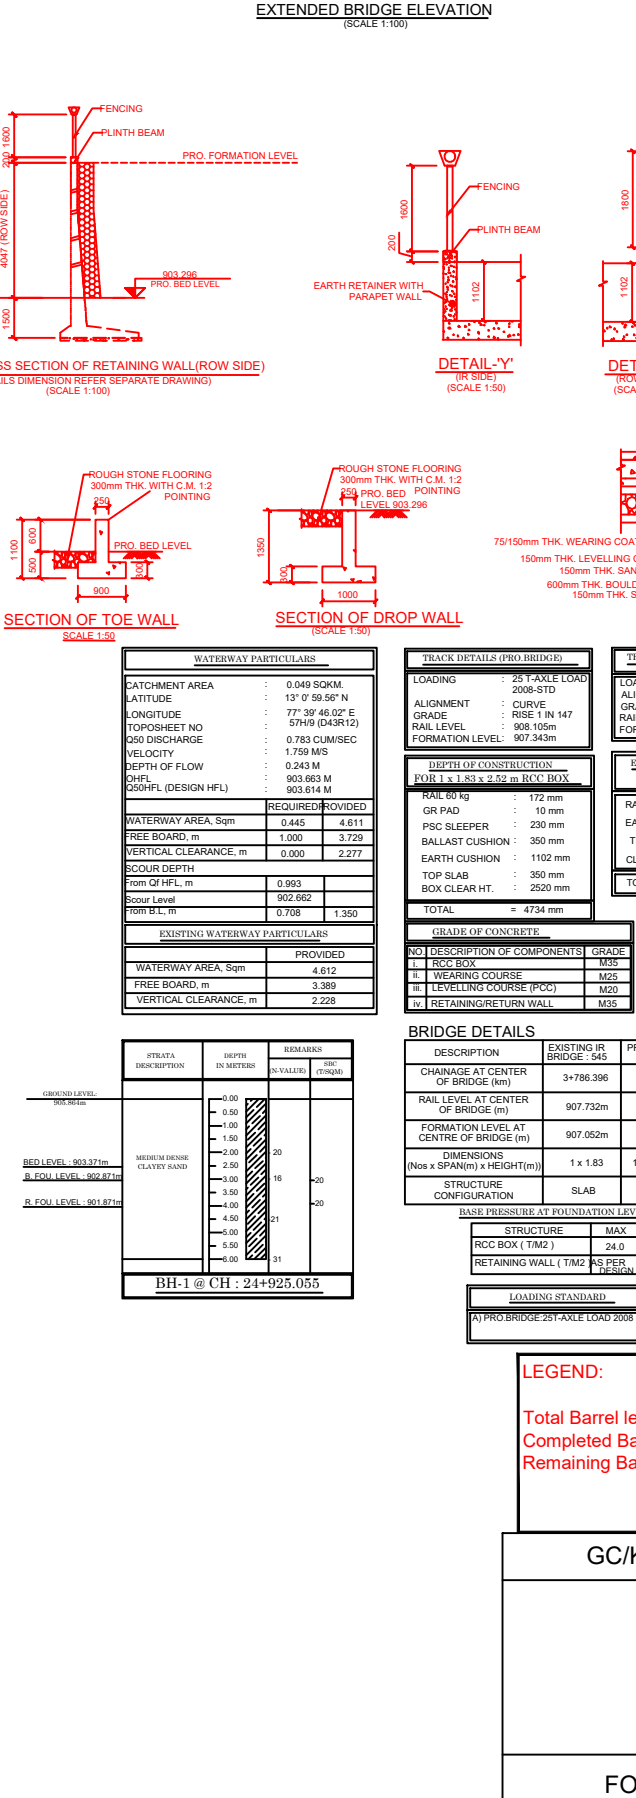 EXTENDED BRIDGE ELEVATION
(SCALE 1:100)
FENCING
PLINTH BEAM
PRO. FORMATION LEVEL
1600
200
4047 (ROW SIDE)
1500
903.296
PRO. BED LEVEL
SS SECTION OF RETAINING WALL(ROW SIDE)
AILS DIMENSION REFER SEPARATE DRAWING)
(SCALE 1:100)
FENCING
PLINTH BEAM
1600
200
EARTH RETAINER WITH
PARAPET WALL
1102
DETAIL-'Y'
(IR SIDE)
(SCALE 1:50)
1800
1102
DET
(ROW
(SCA
ROUGH STONE FLOORING
300mm THK. WITH C.M. 1:2
POINTING
250
PRO. BED LEVEL
1100
600
500
300
900
SECTION OF TOE WALL
SCALE 1:50
ROUGH STONE FLOORING
300mm THK. WITH C.M. 1:2
POINTING
250
PRO. BED
LEVEL 903.296
1350
300
1000
SECTION OF DROP WALL
(SCALE 1:50)
75/150mm THK. WEARING COA
150mm THK. LEVELLING
150mm THK. SAN
600mm THK. BOULD
150mm THK. S
WATERWAY PARTICULARS
CATCHMENT AREA : 0.049 SQKM.
LATITUDE : 13° 0' 59.56" N
LONGITUDE : 77° 39' 46.02" E
TOPOSHEET NO : 57H/9 (D43R12)
Q50 DISCHARGE : 0.783 CUM/SEC
VELOCITY : 1.759 M/S
DEPTH OF FLOW : 0.243 M
OHFL : 903.663 M
Q50HFL (DESIGN HFL) : 903.614 M
REQUIRED PROVIDED
WATERWAY AREA, Sqm 0.445 4.611
FREE BOARD, m 1.000 3.729
VERTICAL CLEARANCE, m 0.000 2.277
SCOUR DEPTH
From Qf HFL, m 0.993
Scour Level 902.662
From B.L, m 0.708 1.350
EXISTING WATERWAY PARTICULARS
PROVIDED
WATERWAY AREA, Sqm 4.612
FREE BOARD, m 3.389
VERTICAL CLEARANCE, m 2.228
TRACK DETAILS (PRO.BRIDGE)
LOADING : 25 T-AXLE LOAD
2008-STD
ALIGNMENT : CURVE
GRADE : RISE 1 IN 147
RAIL LEVEL : 908.105m
FORMATION LEVEL: 907.343m
TR
LOA
ALI
GRA
RAI
FOR
DEPTH OF CONSTRUCTION
FOR 1 x 1.83 x 2.52 m RCC BOX
RAIL 60 kg : 172 mm
GR PAD : 10 mm
PSC SLEEPER : 230 mm
BALLAST CUSHION : 350 mm
EARTH CUSHION : 1102 mm
TOP SLAB : 350 mm
BOX CLEAR HT. : 2520 mm
TOTAL = 4734 mm
E
RA
EA
T
CL
TO
GRADE OF CONCRETE
NO. DESCRIPTION OF COMPONENTS GRADE
i. RCC BOX M35
ii. WEARING COURSE M25
iii. LEVELLING COURSE (PCC) M20
iv. RETAINING/RETURN WALL M35
BRIDGE DETAILS
DESCRIPTION EXISTING IR BRIDGE : 545 P
CHAINAGE AT CENTER OF BRIDGE (km) 3+786.396
RAIL LEVEL AT CENTER OF BRIDGE (m) 907.732m
FORMATION LEVEL AT CENTRE OF BRIDGE (m) 907.052m
DIMENSIONS (Nos x SPAN(m) x HEIGHT(m)) 1 x 1.83 1
STRUCTURE CONFIGURATION SLAB
STRATA DESCRIPTION
DEPTH IN METERS
REMARKS
(N-VALUE) SBC (T/SQM)
GROUND LEVEL:
905.864m
BED LEVEL : 903.371m
B. FOU. LEVEL : 902.871m
R. FOU. LEVEL : 901.871m
MEDIUM DENSE
CLAYEY SAND
0.00
0.50
1.00
1.50
2.00 20
2.50
3.00 16 20
3.50
4.00 20
4.50 21
5.00
5.50
6.00 31
BH-1 @ CH : 24+925.055
BASE PRESSURE AT FOUNDATION LEV
STRUCTURE MAX
RCC BOX ( T/M2 ) 24.0
RETAINING WALL ( T/M2 ) AS PER DESIGN
LOADING STANDARD
A) PRO.BRIDGE:25T-AXLE LOAD 2008
LEGEND:
Total Barrel le
Completed Ba
Remaining Ba
GC/
FO